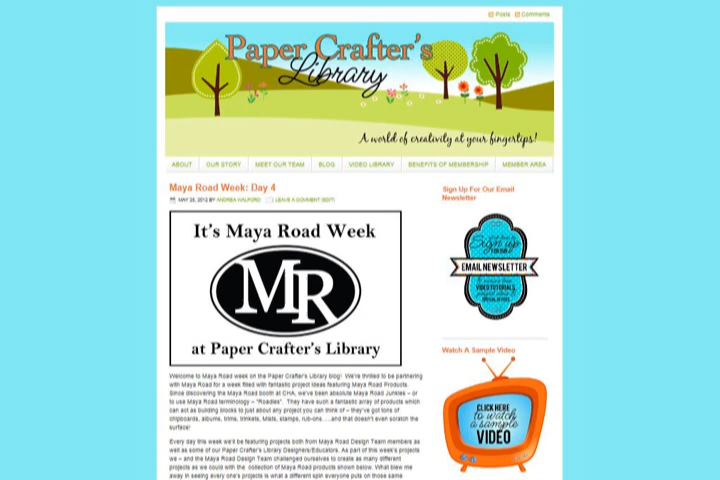 Posts Comments
Paper Crafter's
Library
A world of creativity at your fingertips!
ABOUT OUR STORY MEET OUR TEAM BLOG VIDEO LIBRARY BENEFITS OF MEMBERSHIP MEMBER AREA
Maya Road Week: Day 4
MAY 24, 2012 BY ANDREA WALFORD LEAVE A COMMENT (EDIT)
It's Maya Road Week
MR
at Paper Crafter's Library
Welcome to Maya Road week on the Paper Crafter's Library blog! We're thrilled to be partnering
with Maya Road for a week filled with fantastic project ideas featuring Maya Road Products.
Since discovering the Maya Road booth at CHA, we've been absolute Maya Road Junkies – or
to use Maya Road terminology – "Roadies". They have such a fantastic array of products which
can act as building blocks to just about any project you can think of – they've got tons of
chipboards, albums, trims, trinkets, Mists, stamps, rub-ons…..and that doesn't even scratch the
surface!
Every day this week we'll be featuring projects both from Maya Road Design Team members as
well as some of our Paper Crafter's Library Designers/Educators. As part of this week's projects
we – and the Maya Road Design Team challenged ourselves to create as many different
projects as we could with the collection of Maya Road products shown below. What blew me
away in seeing every one's projects is what a different spin everyone puts on those same
Sign Up For Our Email
Newsletter
Sign up
EMAIL NEWSLETTER
VIDEO TUTORIALS,
Watch A Sample Video
CLICK HERE
to watch
a sample
VIDEO